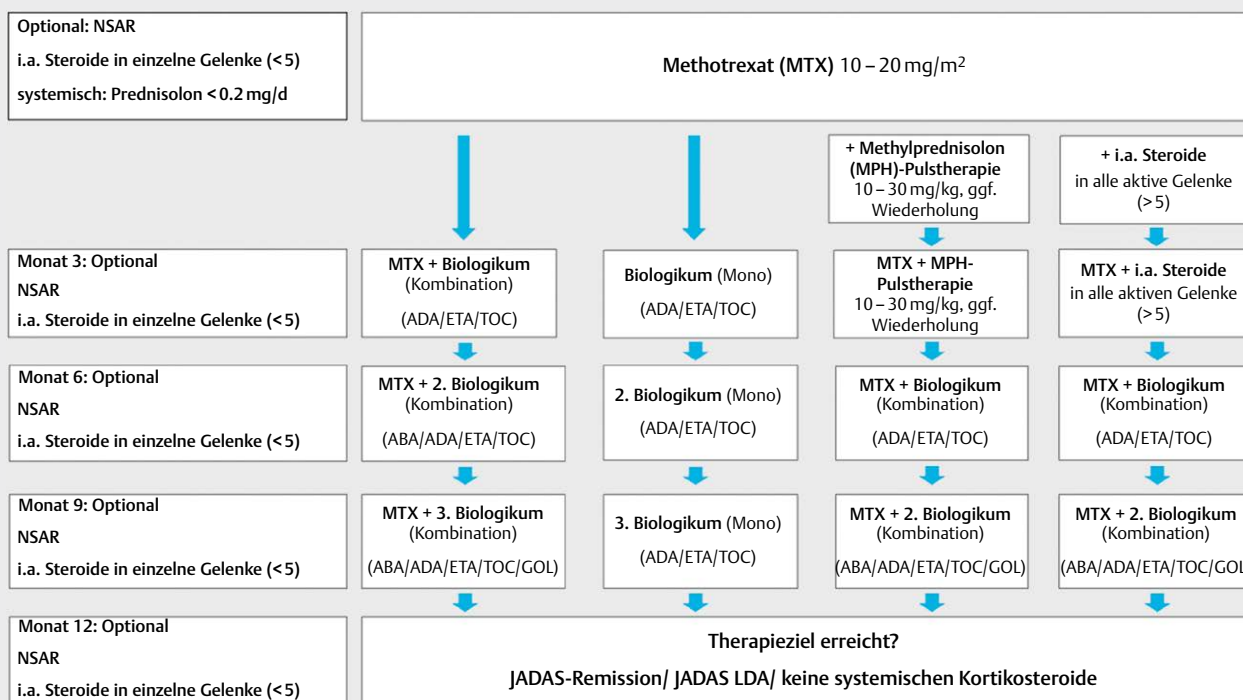 Optional: NSAR
i.a. Steroide in einzelne Gelenke (<5)
systemisch: Prednisolon <0.2 mg/d
Methotrexat (MTX) 10–20 mg/m²
+ Methylprednisolon
(MPH)-Pulstherapie
10–30 mg/kg, ggf.
Wiederholung
+ i.a. Steroide
in alle aktive Gelenke
(>5)
Monat 3: Optional
NSAR
i.a. Steroide in einzelne Gelenke (<5)
MTX + Biologikum
(Kombination)
(ADA/ETA/TOC)
Biologikum (Mono)
(ADA/ETA/TOC)
MTX + MPH-
Pulstherapie
10–30 mg/kg, ggf.
Wiederholung
MTX + i.a. Steroide
in alle aktiven Gelenke
(>5)
Monat 6: Optional
NSAR
i.a. Steroide in einzelne Gelenke (<5)
MTX + 2. Biologikum
(Kombination)
(ABA/ADA/ETA/TOC)
2. Biologikum (Mono)
(ADA/ETA/TOC)
MTX + Biologikum
(Kombination)
(ADA/ETA/TOC)
MTX + Biologikum
(Kombination)
(ADA/ETA/TOC)
Monat 9: Optional
NSAR
i.a. Steroide in einzelne Gelenke (<5)
MTX + 3. Biologikum
(Kombination)
(ABA/ADA/ETA/TOC/GOL)
3. Biologikum (Mono)
(ADA/ETA/TOC)
MTX + 2. Biologikum
(Kombination)
(ABA/ADA/ETA/TOC/GOL)
MTX + 2. Biologikum
(Kombination)
(ABA/ADA/ETA/TOC/GOL
Monat 12: Optional
NSAR
i.a. Steroide in einzelne Gelenke (<5)
Therapieziel erreicht?
JADAS-Remission/ JADAS LDA/ keine systemischen Kortikosteroide